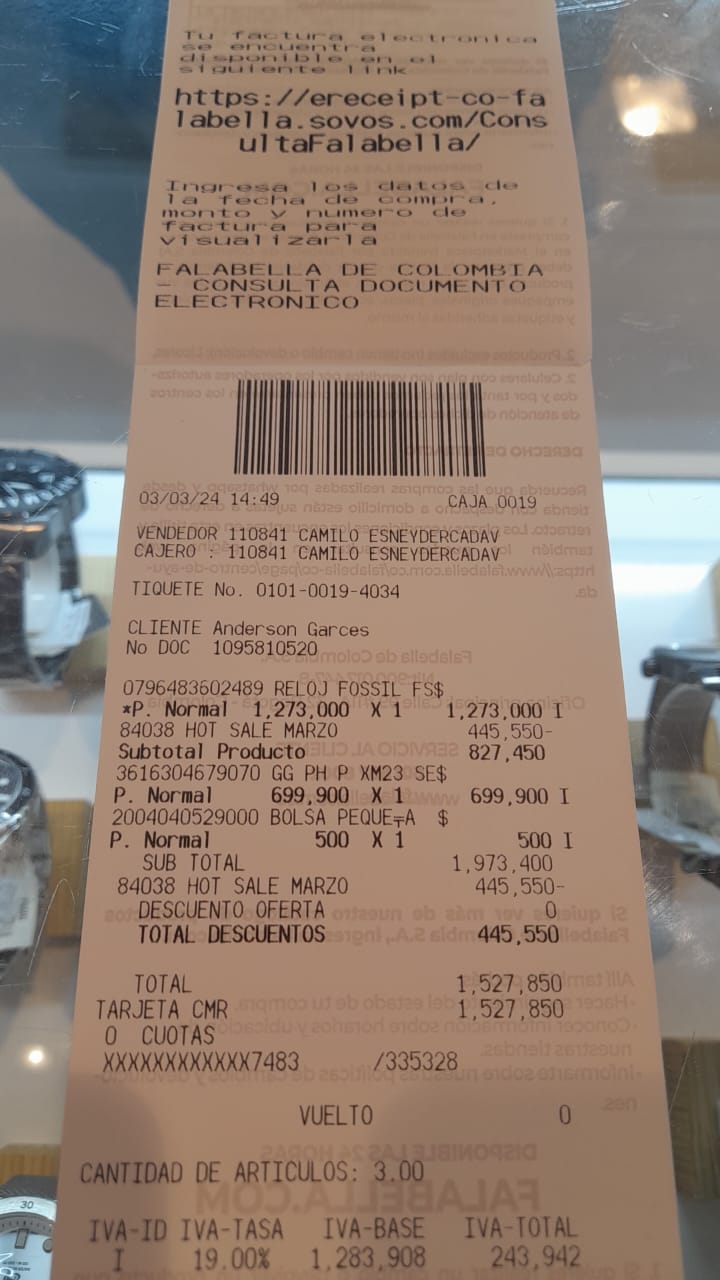 Tu factura electronica
se encuentra
disponible en el
siguiente link
https://ereceipt-co-fa
labella.sovos.com/Cons
ultaFalabella/
Ingresa los datos de
la fecha de compra,
monto y numero de
factura para
visualizarla
FALABELLA DE COLOMBIA
- CONSULTA DOCUMENTO
ELECTRONICO
03/03/24 14:49 CAJA 0019
VENDEDOR 110841 CAMILO ESNEYDERCADAV
CAJERO : 110841 CAMILO ESNEYDERCADAV
TIQUETE No. 0101-0019-4034
CLIENTE Anderson Garces
No DOC 1095810520
0796483602489 RELOJ FOSSIL FS$
*P. Normal 1,273,000 X 1 1,273,000 I
84038 HOT SALE MARZO 445,550-
Subtotal Producto 827,450
3616304679070 GG PH P XM23 SE$
P. Normal 699,900 X 1 699,900 I
2004040529000 BOLSA PEQUE╤A $
P. Normal 500 X 1 500 I
SUB TOTAL 1,973,400
84038 HOT SALE MARZO 445,550-
DESCUENTO OFERTA 0
TOTAL DESCUENTOS 445,550
TOTAL 1,527,850
TARJETA CMR 1,527,850
0 CUOTAS
XXXXXXXXXXXX7483 /335328
VUELTO 0
CANTIDAD DE ARTICULOS: 3.00
IVA-ID IVA-TASA IVA-BASE IVA-TOTAL
I 19.00% 1,283,908 243,942